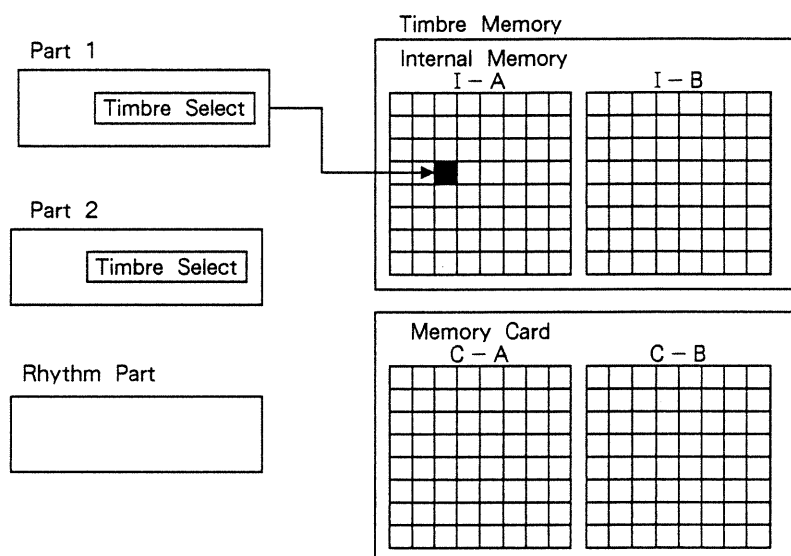 Timbre Memory
Part 1
Internal Memory
I – A
I – B
Timbre Select
Part 2
Timbre Select
Memory Card
C – A
C – B
Rhythm Part